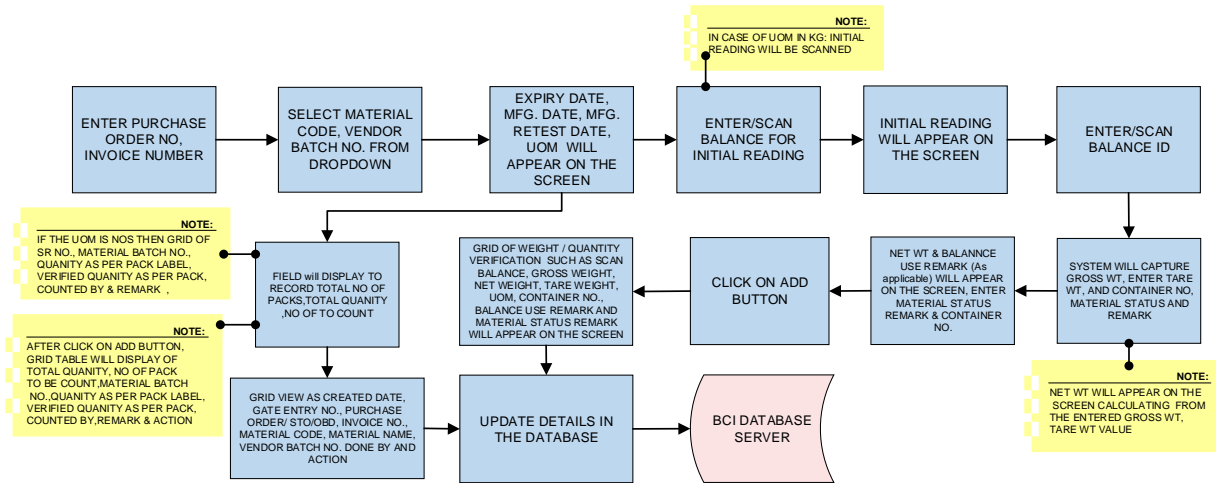 NOTE:
IN CASE OF UOM IN KG: INITIAL
READING WILL BE SCANNED
ENTER PURCHASE
ORDER NO,
INVOICE NUMBER
SELECT MATERIAL
CODE, VENDOR
BATCH NO. FROM
DROPDOWN
EXPIRY DATE,
MFG. DATE, MFG.
RETEST DATE,
UOM WILL
APPEAR ON THE
SCREEN
ENTER/SCAN
BALANCE FOR
INITIAL READING
INITIAL READING
WILL APPEAR ON
THE SCREEN
ENTER/SCAN
BALANCE ID
NOTE:
IF THE UOM IS NOS THEN GRID OF
SR NO., MATERIAL BATCH NO.,
QUANITY AS PER PACK LABEL,
VERIFIED QUANITY AS PER PACK,
COUNTED BY & REMARK ,
FIELD will DISPLAY TO
RECORD TOTAL NO OF
PACKS,TOTAL QUANITY
,NO OF TO COUNT
GRID OF WEIGHT / QUANTITY
VERIFICATION SUCH AS SCAN
BALANCE, GROSS WEIGHT,
NET WEIGHT, TARE WEIGHT,
UOM, CONTAINER NO.,
BALANCE USE REMARK AND
MATERIAL STATUS REMARK
WILL APPEAR ON THE SCREEN
CLICK ON ADD
BUTTON
NET WT & BALANNCE
USE REMARK (As
applicable) WILL APPEAR
ON THE SCREEN, ENTER
MATERIAL STATUS
REMARK & CONTAINER
NO.
SYSTEM WILL CAPTURE
GROSS WT, ENTER TARE
WT, AND CONTAINER NO,
MATERIAL STATUS AND
REMARK
NOTE:
AFTER CLICK ON ADD BUTTON,
GRID TABLE WILL DISPLAY OF
TOTAL QUANITY, NO OF PACK
TO BE COUNT,MATERIAL BATCH
NO.,QUANITY AS PER PACK LABEL,
VERIFIED QUANITY AS PER PACK,
COUNTED BY,REMARK & ACTION
GRID VIEW AS CREATED DATE,
GATE ENTRY NO., PURCHASE
ORDER/ STO/OBD, INVOICE NO.,
MATERIAL CODE, MATERIAL NAME,
VENDOR BATCH NO. DONE BY AND
ACTION
UPDATE DETAILS IN
THE DATABASE
BCI DATABASE
SERVER
NOTE:
NET WT WILL APPEAR ON THE
SCREEN CALCULATING FROM
THE ENTERED GROSS WT,
TARE WT VALUE